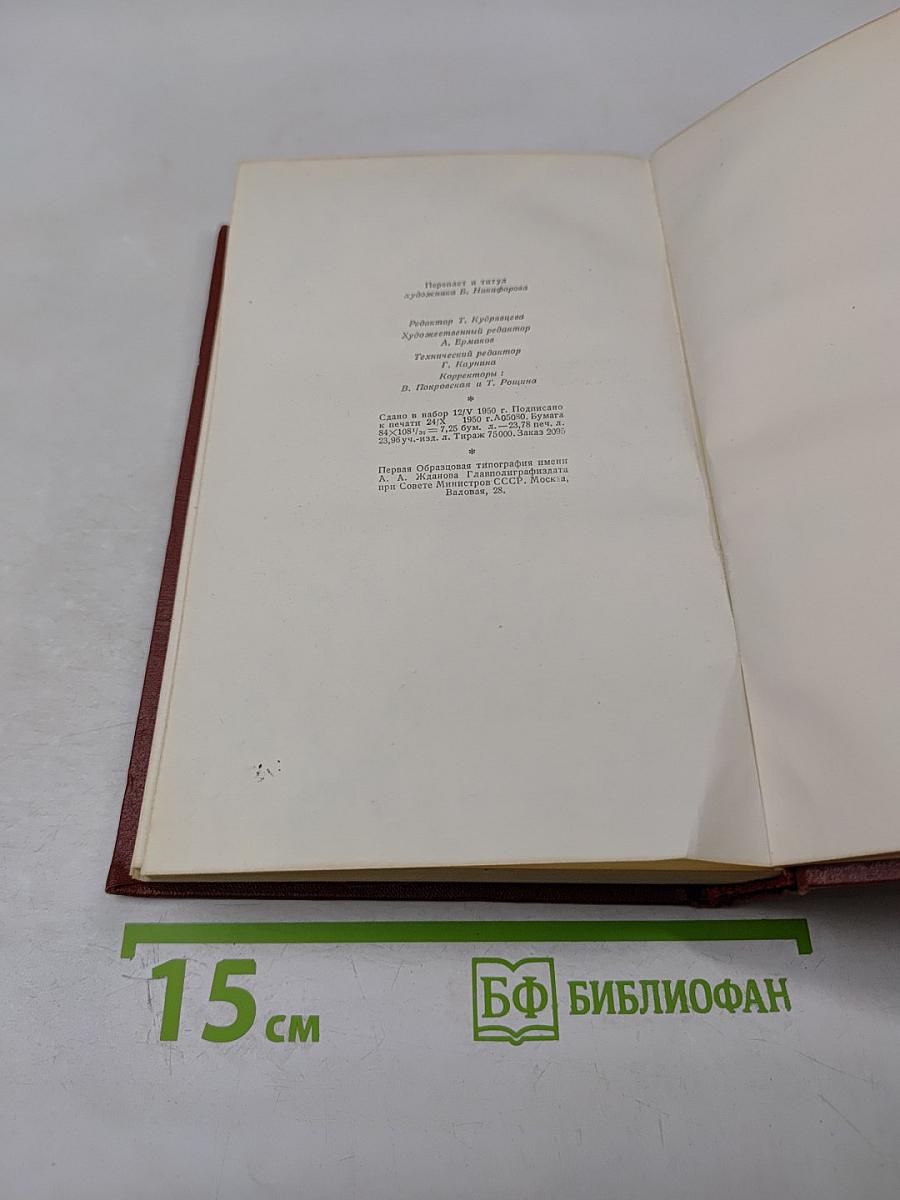 Переплет и титул
художника В. Никифорова
Редактор Т. Кудрявцева
Художественный редактор
А. Ермаков
Технический редактор
Г. Каунина
Корректоры:
В. Покровская и Т. Рощина
*
Сдано в набор 12/V 1950 г. Подписано
к печати 24/X 1950 г. А05080. Бумага
84×108¹/₃₂ = 7,25 бум. л. — 23,78 печ. л.
23,96 уч.-изд. л. Тираж 75000. Заказ 2095
*
Первая Образцовая типография имени
А. А. Жданова Главполиграфиздата
при Совете Министров СССР. Москва,
Валовая, 28.
15 см
БФ БИБЛИОФАН